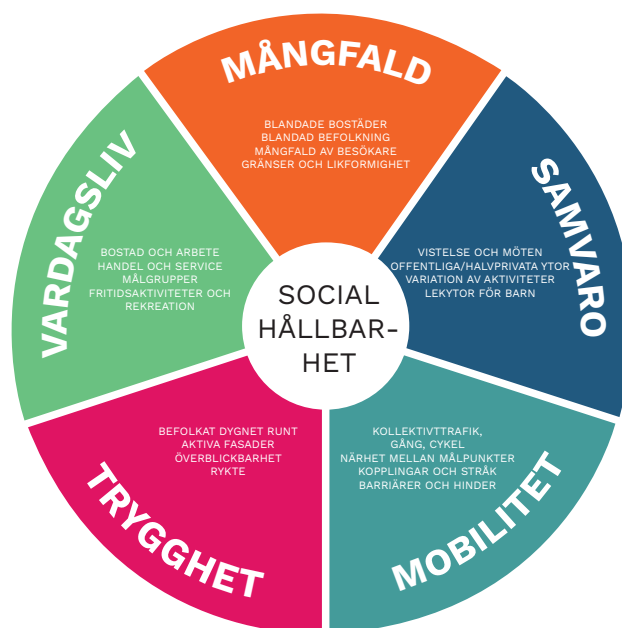 MÅNGFALD
BLANDADE BOSTÄDER
BLANDAD BEFOLKNING
MÅNGFALD AV BESÖKARE
GRÄNSER OCH LIKFORMIGHET
SAMVARO
VISTELSE OCH MÖTEN
OFFENTLIGA/HALVPRIVATA YTOR
VARIATION AV AKTIVITETER
LEKYTOR FÖR BARN
MOBILITET
KOLLEKTIVTTRAFIK,
GÅNG, CYKEL
NÄRHET MELLAN MÅLPUNKTER
KOPPLINGAR OCH STRÅK
BARRIÄRER OCH HINDER
TRYGGHET
BEFOLKAT DYGNET RUNT
AKTIVA FASADER
ÖVERBLICKBARHET
RYKTE
VARDAGSLIV
BOSTAD OCH ARBETE
HANDEL OCH SERVICE
MÅLGRUPPER
FRITIDSAKTIVITETER OCH
REKREATION
SOCIAL
HÅLLBAR-
HET